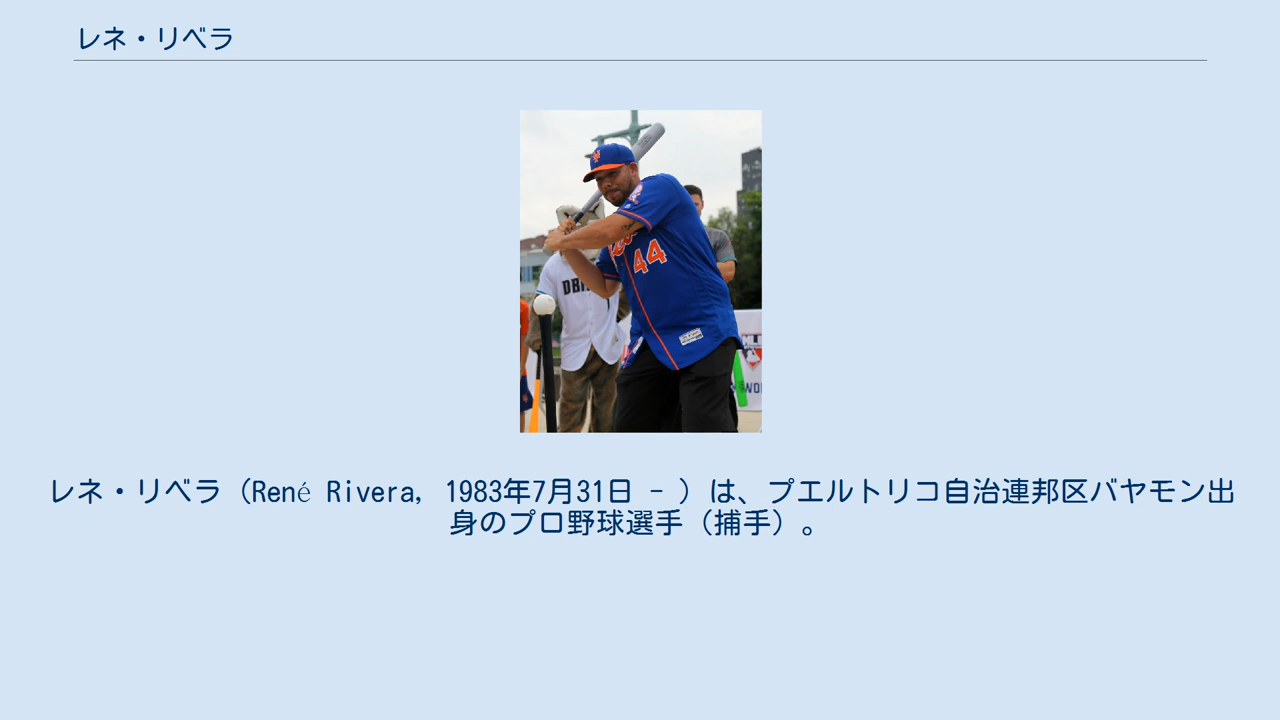 レネ・リベラ
44
レネ・リベラ（René Rivera, 1983年7月31日 - ）は、プエルトリコ自治連邦区バヤモン出
身のプロ野球選手（捕手）。